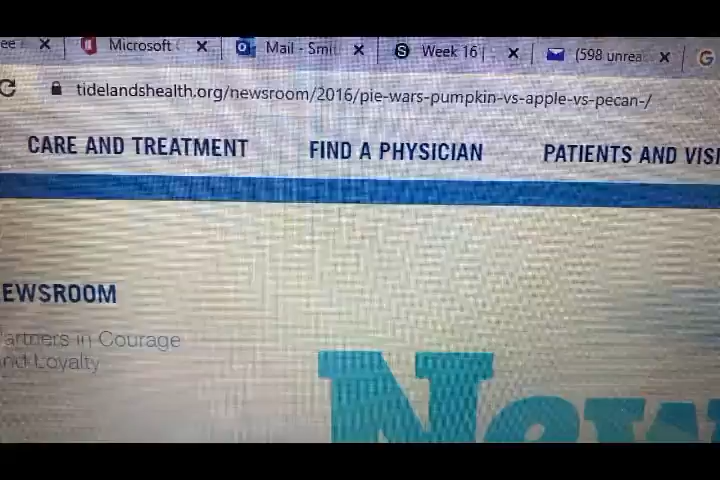 ee
Microsoft
Mail - Smit
Week 16
(598 unrea
tidelandshealth.org/newsroom/2016/pie-wars-pumpkin-vs-apple-vs-pecan-/
CARE AND TREATMENT
FIND A PHYSICIAN
PATIENTS AND VISI
EWSROOM
artners in Courage
nd Loyalty
New